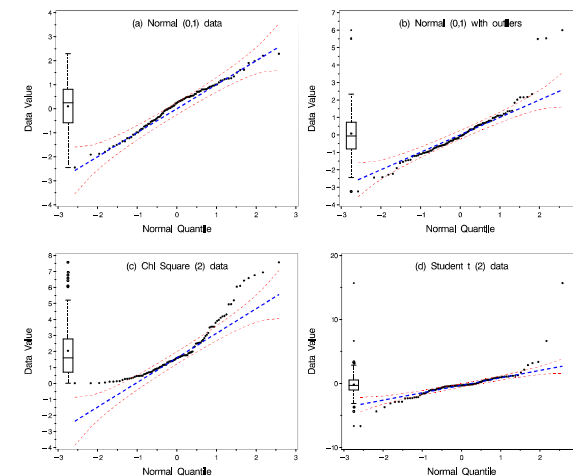 (a) Normal (0,1) data
Data Value
4
3
2
1
0
−1
−2
−3
−4
−3 −2 −1 0 1 2 3
Normal Quantile
(b) Normal (0,1) with outliers
Data Value
7
6
5
4
3
2
1
0
−1
−2
−3
−4
−3 −2 −1 0 1 2 3
Normal Quantile
(c) Chi Square (2) data
Data Value
8
7
6
5
4
3
2
1
0
−1
−2
−3
−4
−3 −2 −1 0 1 2 3
Normal Quantile
(d) Student t (2) data
Data Value
20
10
0
−10
−3 −2 −1 0 1 2 3
Normal Quantile